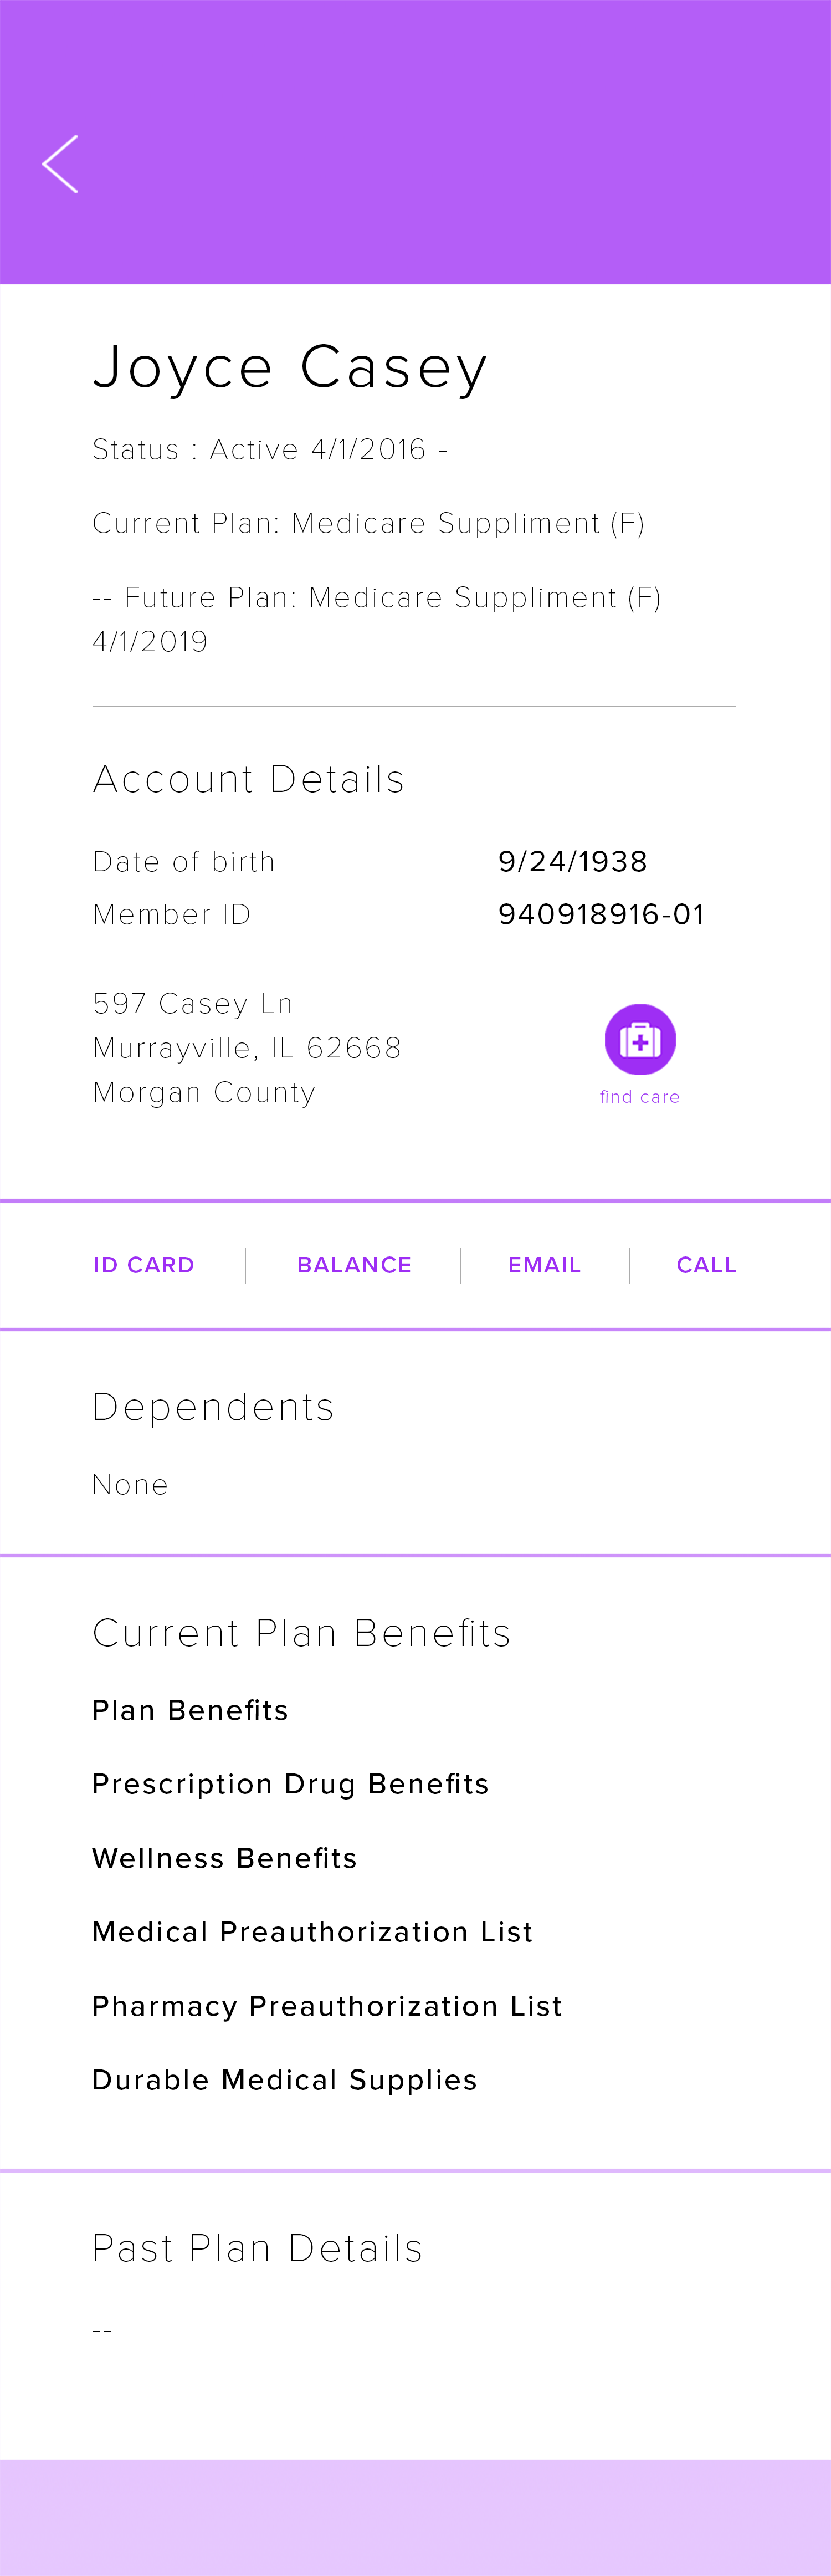 Joyce Casey
Status : Active 4/1/2016 -
Current Plan: Medicare Suppliment (F)
-- Future Plan: Medicare Suppliment (F)
4/1/2019
Account Details
Date of birth 9/24/1938
Member ID 940918916-01
597 Casey Ln
Murrayville, IL 62668
Morgan County
find care
ID CARD BALANCE EMAIL CALL
Dependents
None
Current Plan Benefits
Plan Benefits
Prescription Drug Benefits
Wellness Benefits
Medical Preauthorization List
Pharmacy Preauthorization List
Durable Medical Supplies
Past Plan Details
--